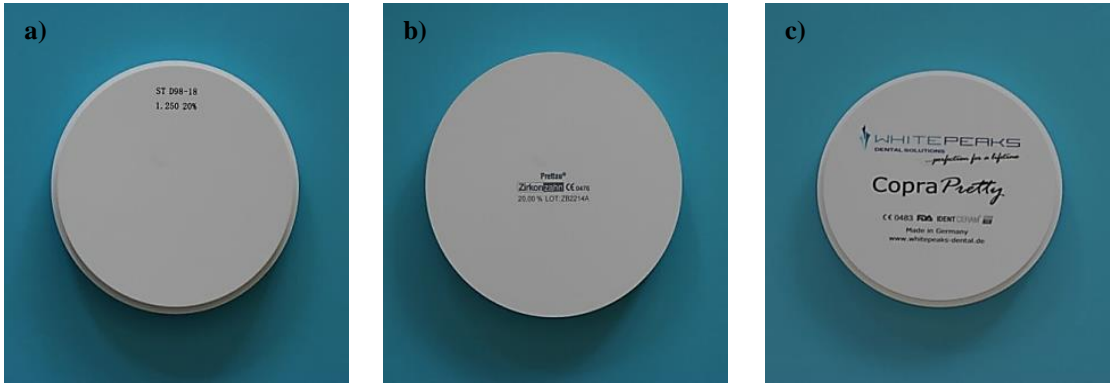 a)
ST D98-18
1.250 20%
b)
Prettau®
Zirkonzahn CE 0476
20,00 % LOT: ZB2214A
c)
WHITEPEAKS
DENTAL SOLUTIONS
...perfection for a lifetime
Copra Pretty
CE 0483 FDA IDENTCERAM
Made in Germany
www.whitepeaks-dental.de